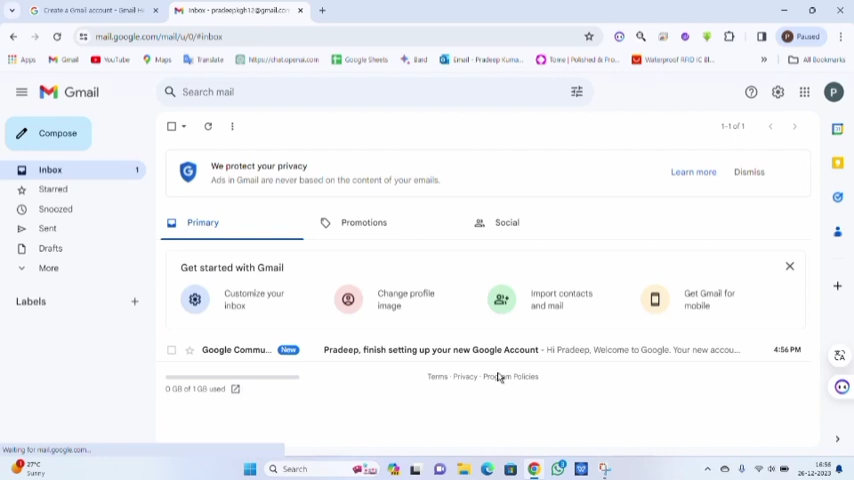 Create a Gmail account - Gmail H
Inbox - pradeepkgh12@gmail.com
mail.google.com/mail/u/0/#inbox
Paused
Apps
Gmail
YouTube
Maps
Translate
https://chat.openai.com
Google Sheets
Bard
Email - Pradeep Kuma...
Polished & Pro...
Waterproof RFID IC Bl...
All Bookmarks
Gmail
Search mail
P
Compose
1-1 of 1
Inbox 1
Starred
Snoozed
Sent
Drafts
More
Labels
We protect your privacy
Ads in Gmail are never based on the content of your emails.
Learn more
Dismiss
Primary
Promotions
Social
Get started with Gmail
Customize your
inbox
Change profile
image
Import contacts
and mail
Get Gmail for
mobile
Google Commu... New Pradeep, finish setting up your new Google Account - Hi Pradeep, Welcome to Google. Your new accou... 4:56 PM
Terms · Privacy · Program Policies
0 GB of 1 GB used
Waiting for mail.google.com...
27°C
Sunny
Search
ENG
16:56
26-12-2023